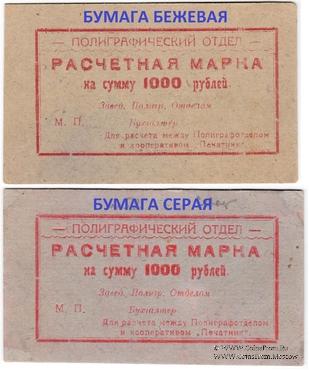 БУМАГА БЕЖЕВАЯ
— ПОЛИГРАФИЧЕСКИЙ ОТДЕЛ —
РАСЧЕТНАЯ МАРКА
на сумму 1000 рублей.
Завед. Полигр. Отделом
М. П. Бухгалтер
Для расчета между Полиграфотделом
и кооперативом „Печатник".
БУМАГА СЕРАЯ
— ПОЛИГРАФИЧЕСКИЙ ОТДЕЛ —
РАСЧЕТНАЯ МАРКА
на сумму 1000 рублей.
Завед. Полигр. Отделом
М. П. Бухгалтер
Для расчета между Полиграфотделом
и кооперативом „Печатник".